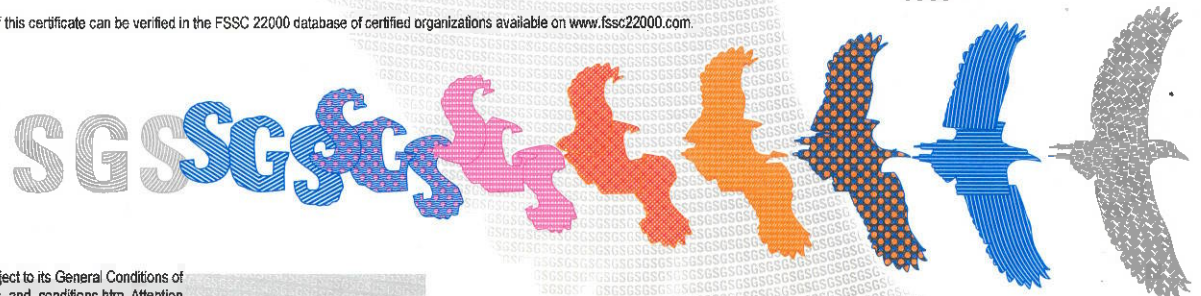 f this certificate can be verified in the FSSC 22000 database of certified organizations available on www.fssc22000.com.
SGS SGS SGS
ject to its General Conditions of
and conditions.htm. Attention